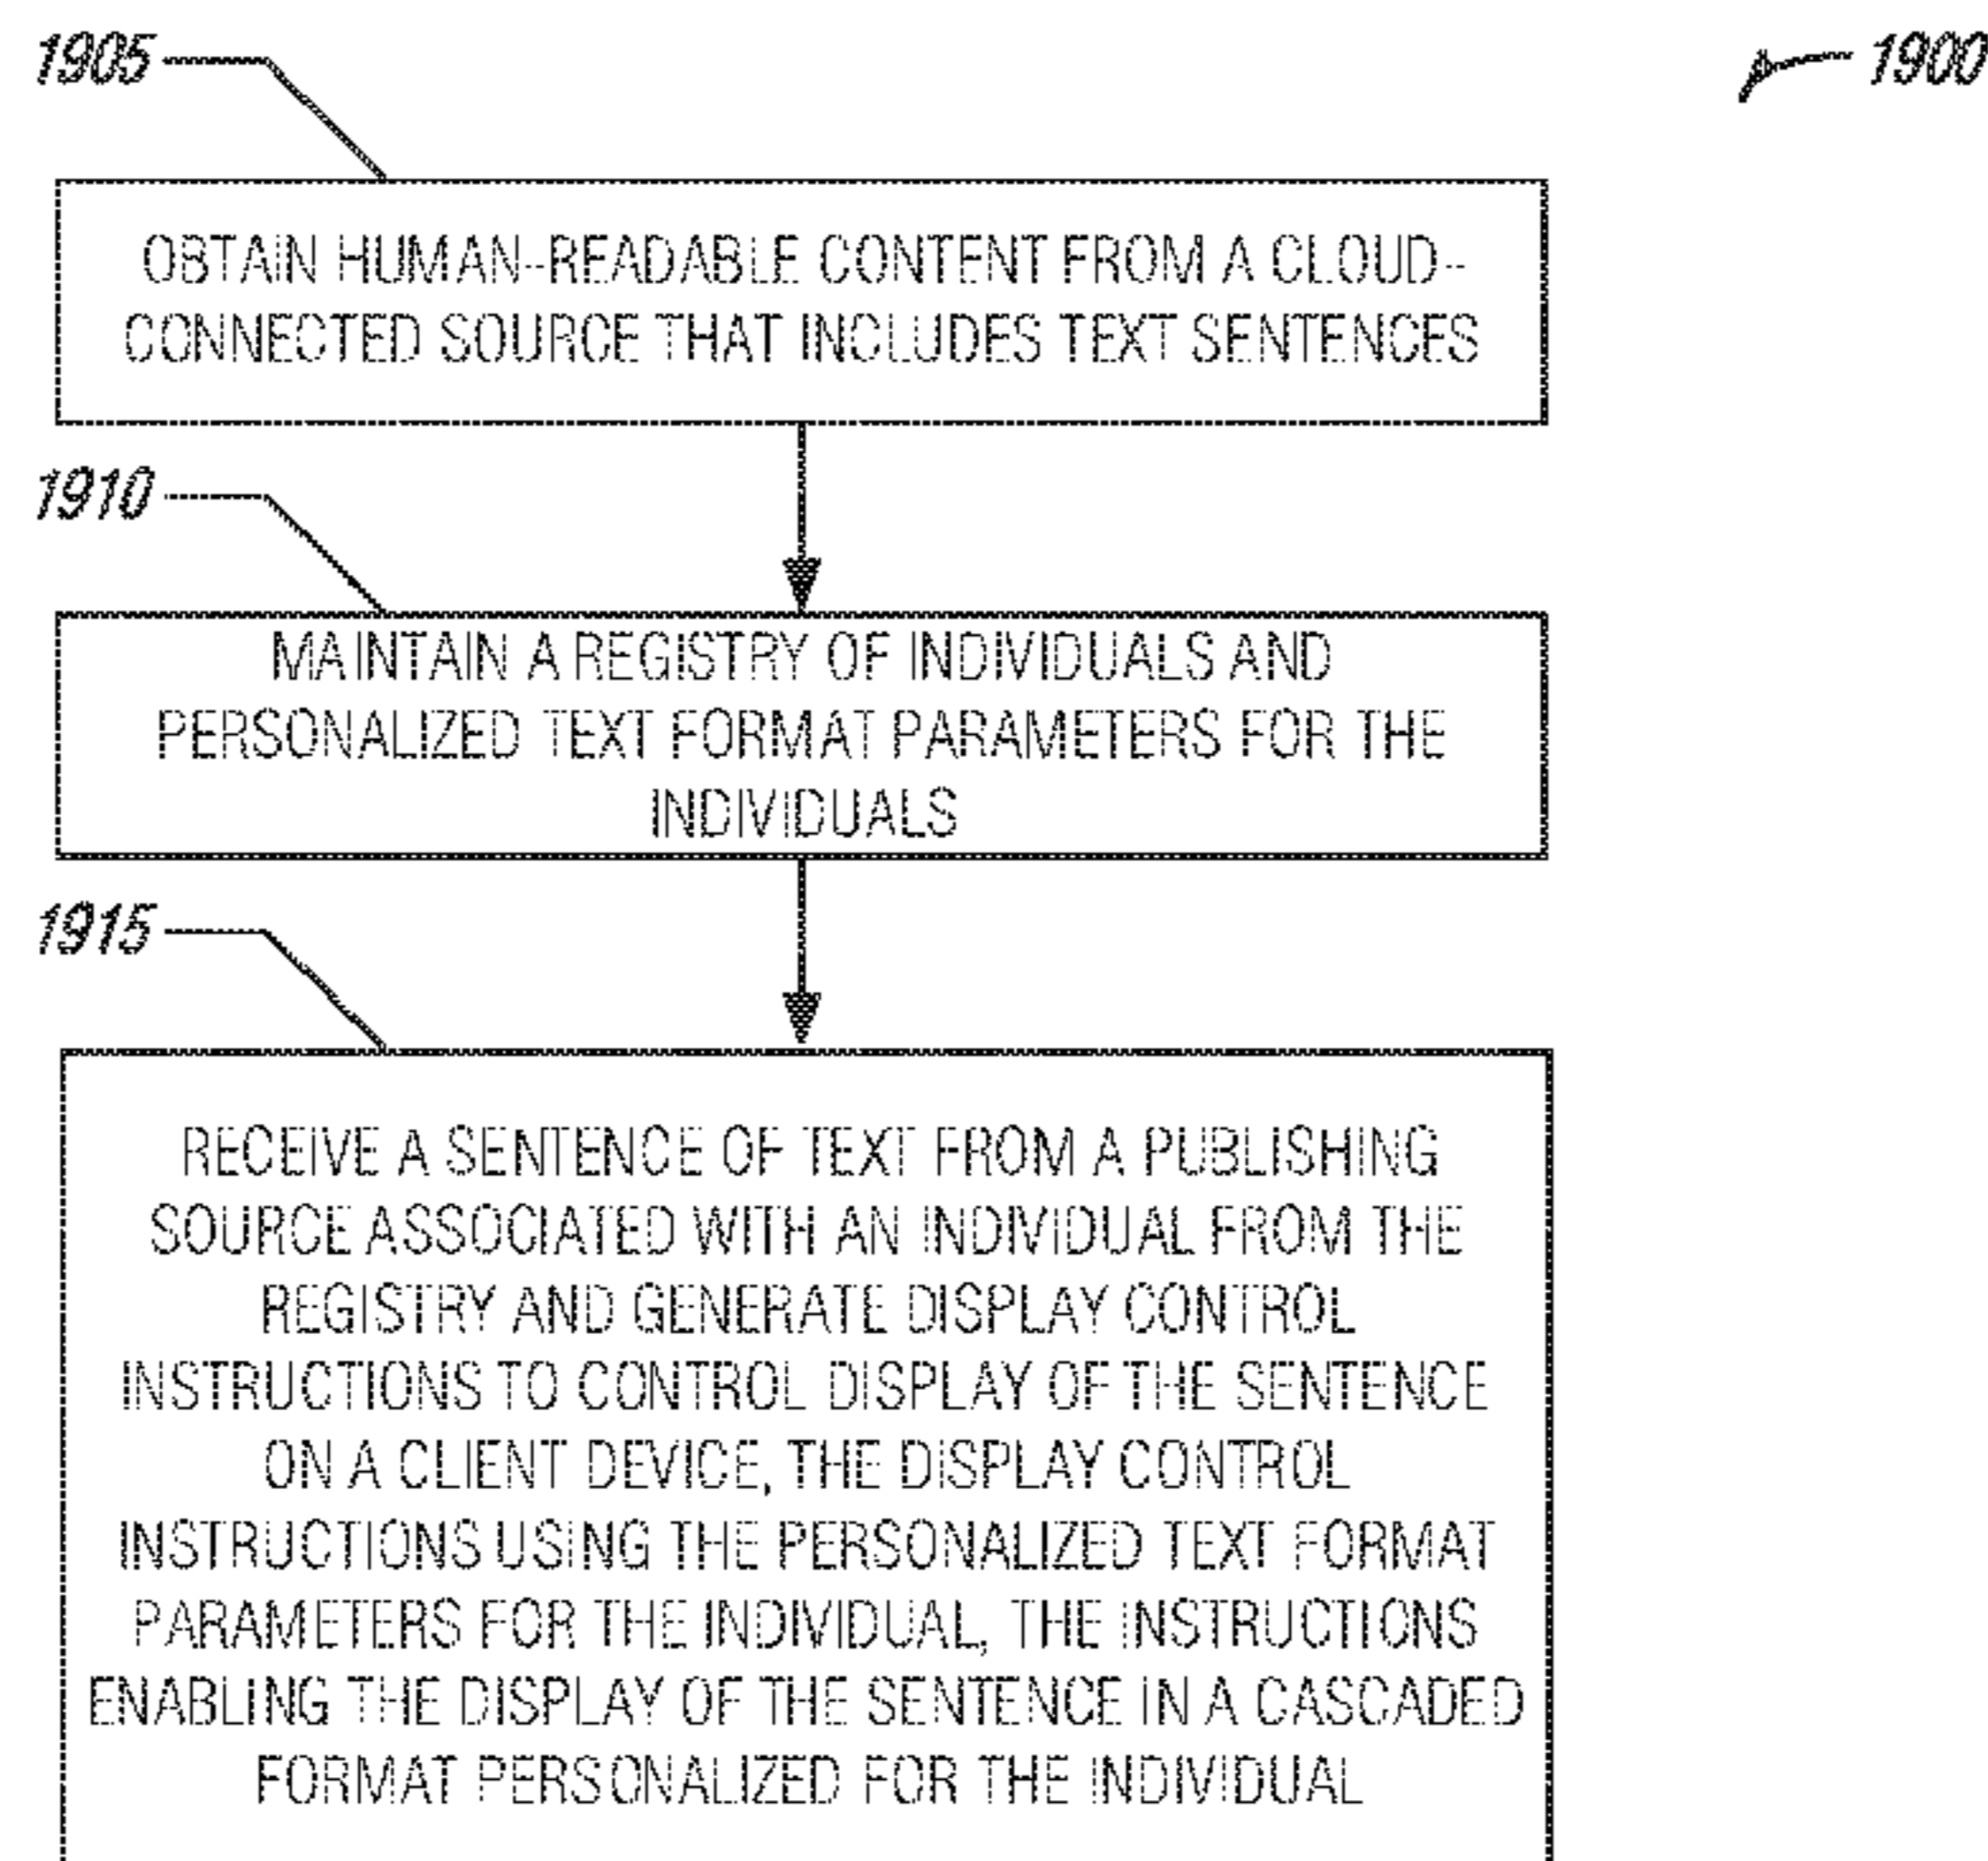 1905
1900
OBTAIN HUMAN-READABLE CONTENT FROM A CLOUD-
CONNECTED SOURCE THAT INCLUDES TEXT SENTENCES
1910
MAINTAIN A REGISTRY OF INDIVIDUALS AND
PERSONALIZED TEXT FORMAT PARAMETERS FOR THE
INDIVIDUALS
1915
RECEIVE A SENTENCE OF TEXT FROM A PUBLISHING
SOURCE ASSOCIATED WITH AN INDIVIDUAL FROM THE
REGISTRY AND GENERATE DISPLAY CONTROL
INSTRUCTIONS TO CONTROL DISPLAY OF THE SENTENCE
ON A CLIENT DEVICE, THE DISPLAY CONTROL
INSTRUCTIONS USING THE PERSONALIZED TEXT FORMAT
PARAMETERS FOR THE INDIVIDUAL, THE INSTRUCTIONS
ENABLING THE DISPLAY OF THE SENTENCE IN A CASCADED
FORMAT PERSONALIZED FOR THE INDIVIDUAL